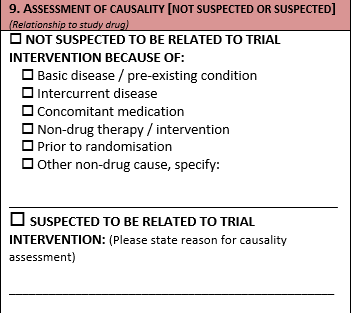 9. ASSESSMENT OF CAUSALITY [NOT SUSPECTED OR SUSPECTED]
(Relationship to study drug)
☐ NOT SUSPECTED TO BE RELATED TO TRIAL
INTERVENTION BECAUSE OF:
☐ Basic disease / pre-existing condition
☐ Intercurrent disease
☐ Concomitant medication
☐ Non-drug therapy / intervention
☐ Prior to randomisation
☐ Other non-drug cause, specify:
☐ SUSPECTED TO BE RELATED TO TRIAL
INTERVENTION: (Please state reason for causality
assessment)